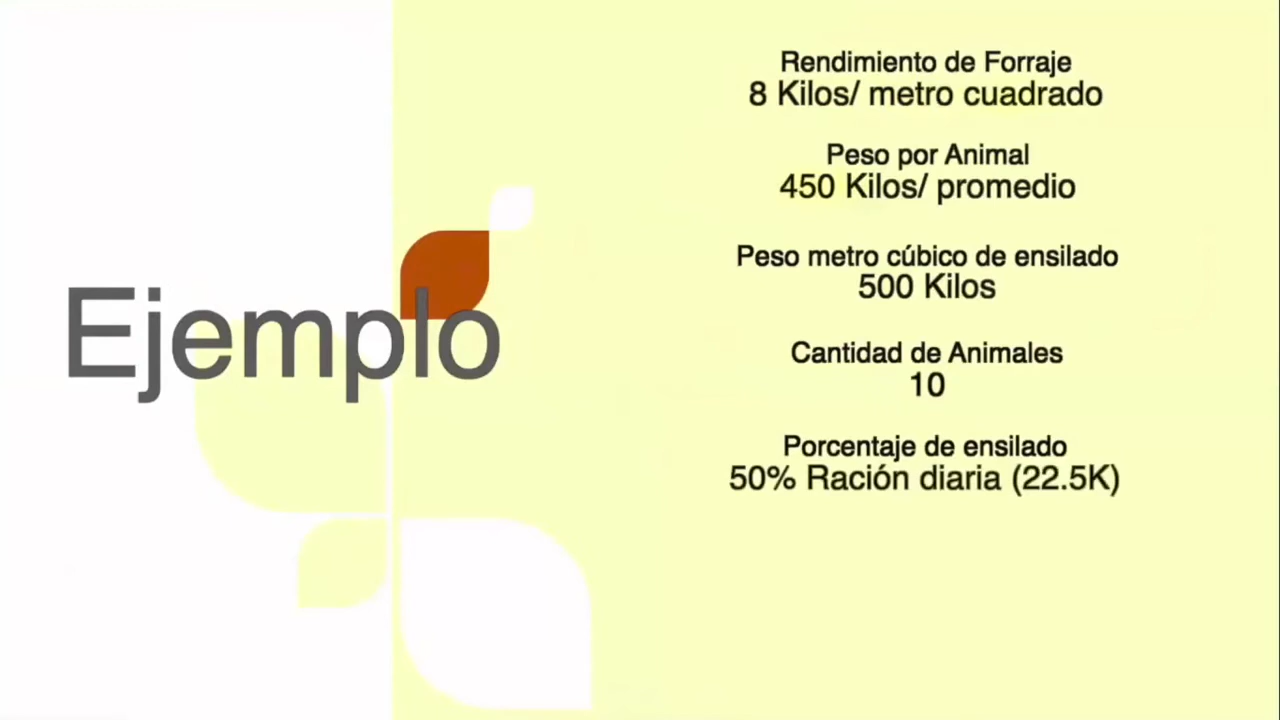 Ejemplo
Rendimiento de Forraje
8 Kilos/ metro cuadrado
Peso por Animal
450 Kilos/ promedio
Peso metro cúbico de ensilado
500 Kilos
Cantidad de Animales
10
Porcentaje de ensilado
50% Ración diaria (22.5K)